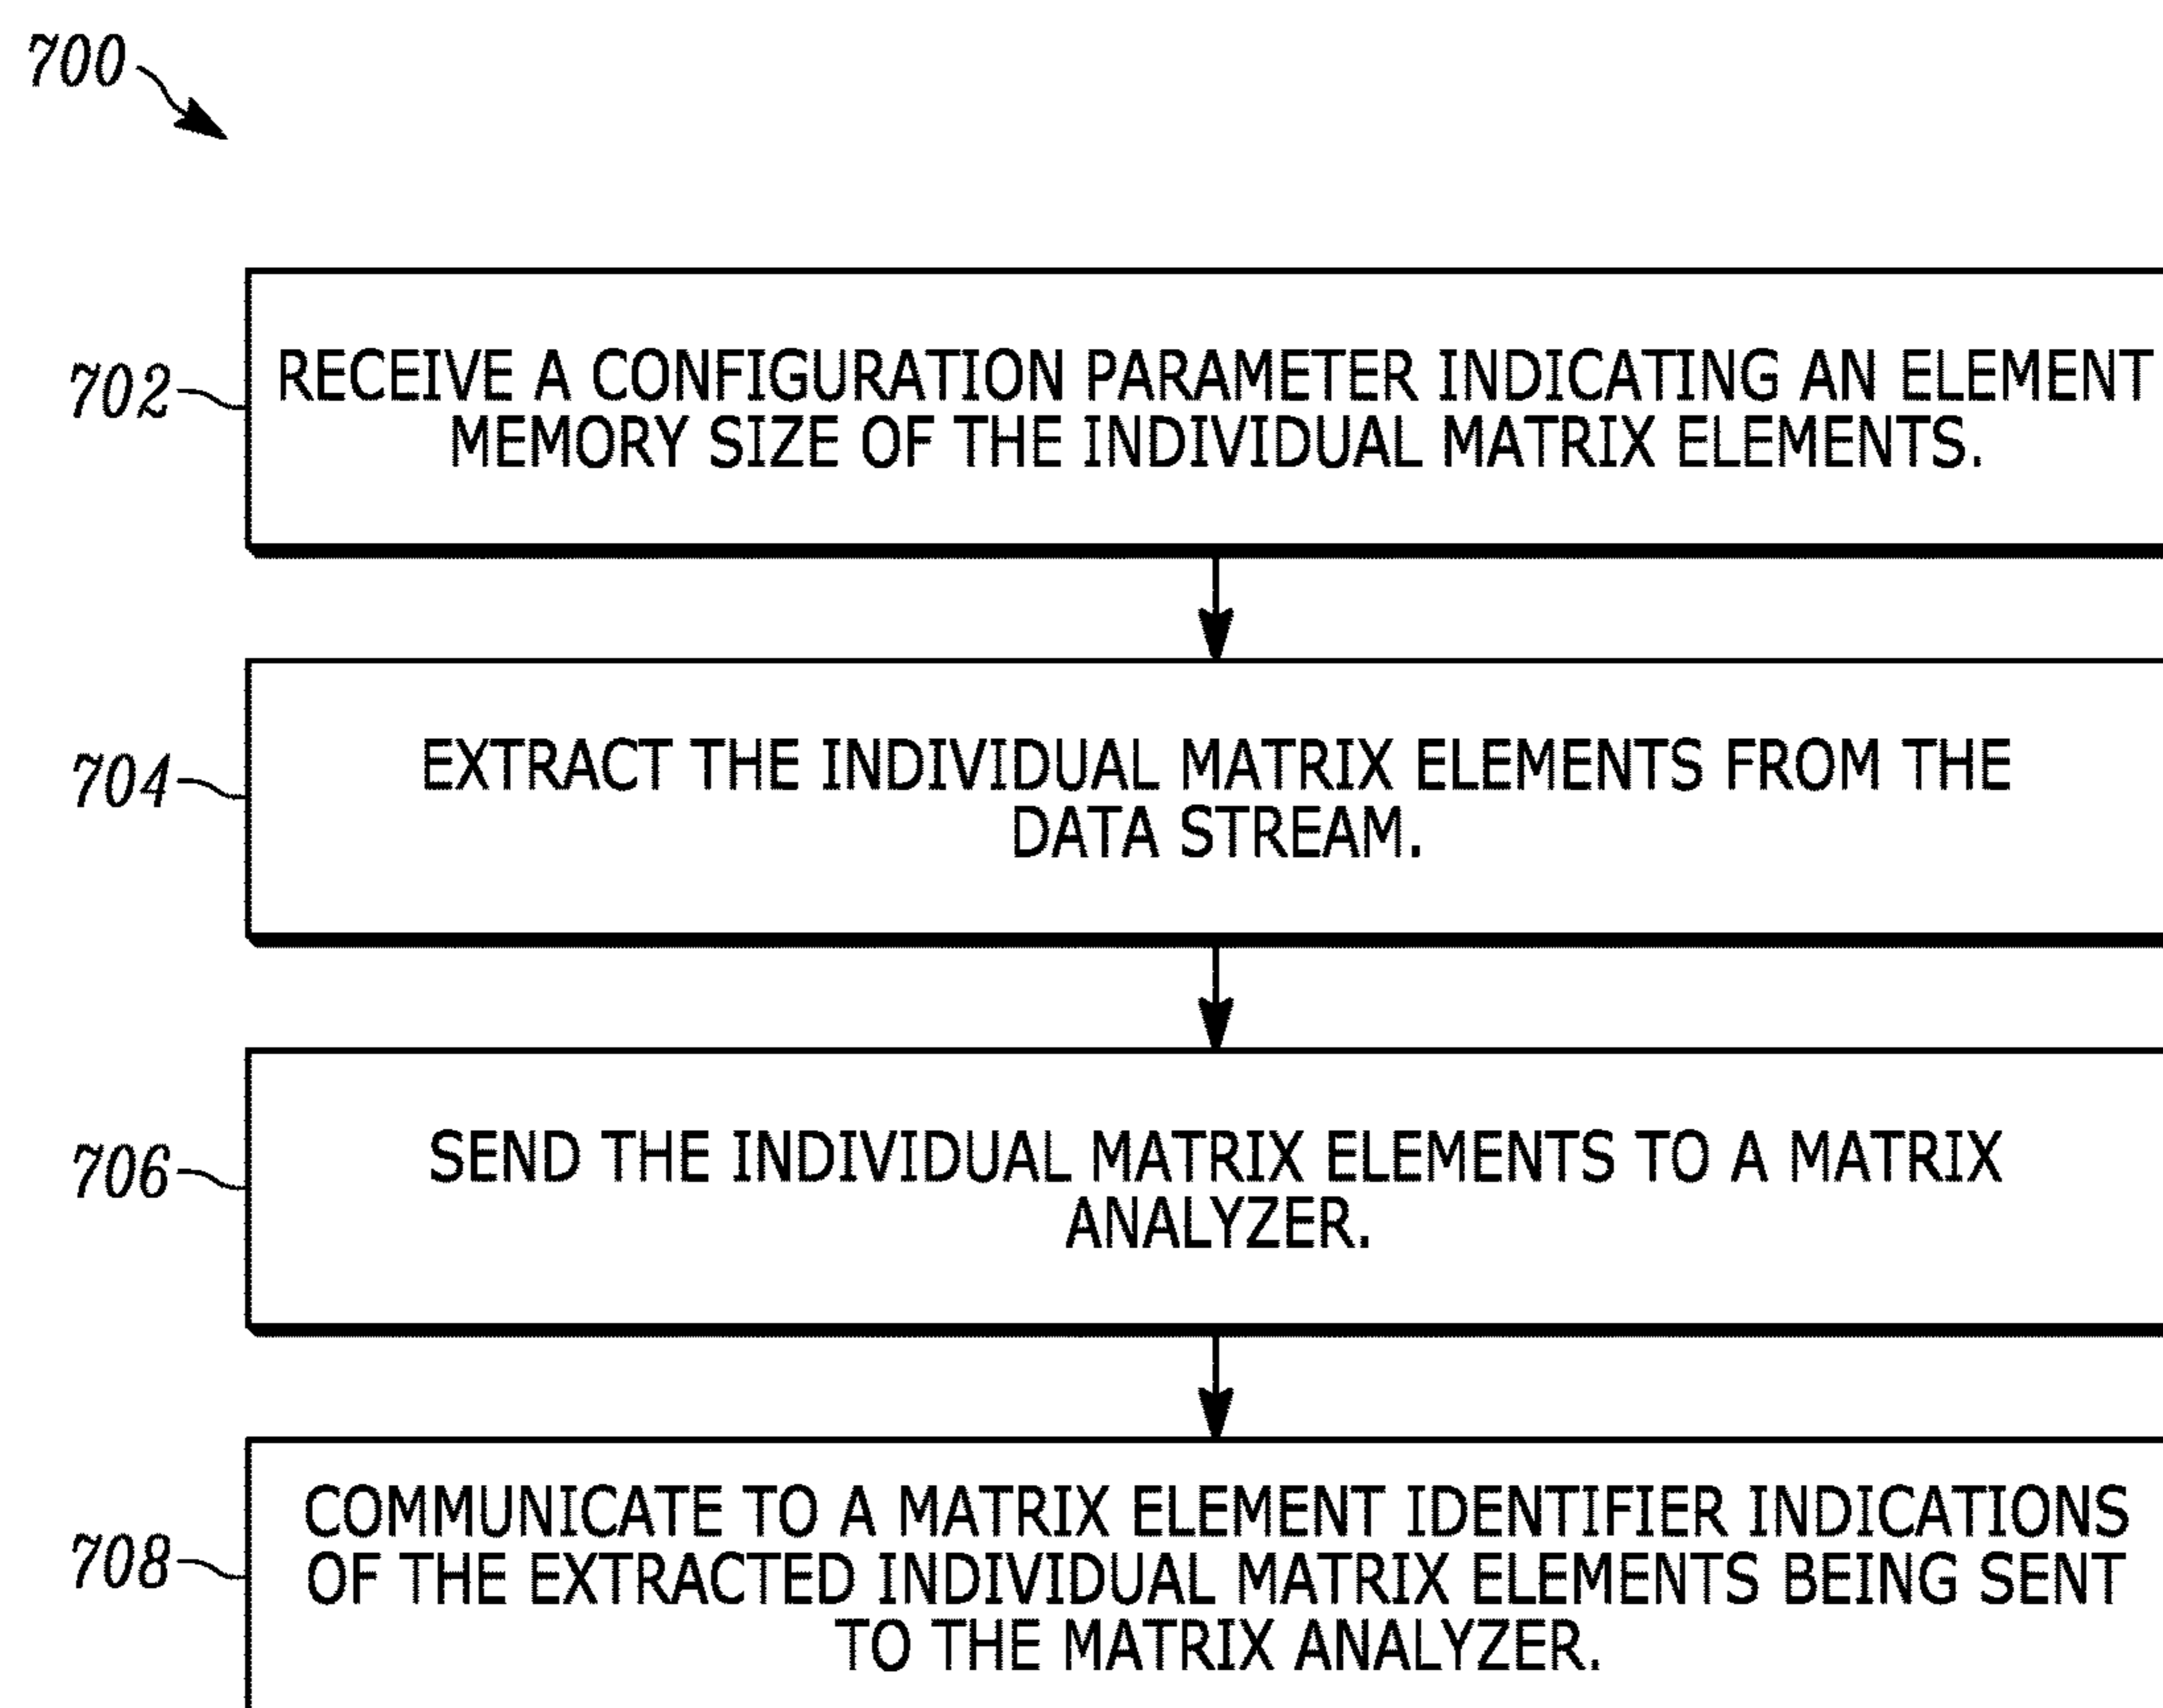 700
702
RECEIVE A CONFIGURATION PARAMETER INDICATING AN ELEMENT
MEMORY SIZE OF THE INDIVIDUAL MATRIX ELEMENTS.
704
EXTRACT THE INDIVIDUAL MATRIX ELEMENTS FROM THE
DATA STREAM.
706
SEND THE INDIVIDUAL MATRIX ELEMENTS TO A MATRIX
ANALYZER.
708
COMMUNICATE TO A MATRIX ELEMENT IDENTIFIER INDICATIONS
OF THE EXTRACTED INDIVIDUAL MATRIX ELEMENTS BEING SENT
TO THE MATRIX ANALYZER.